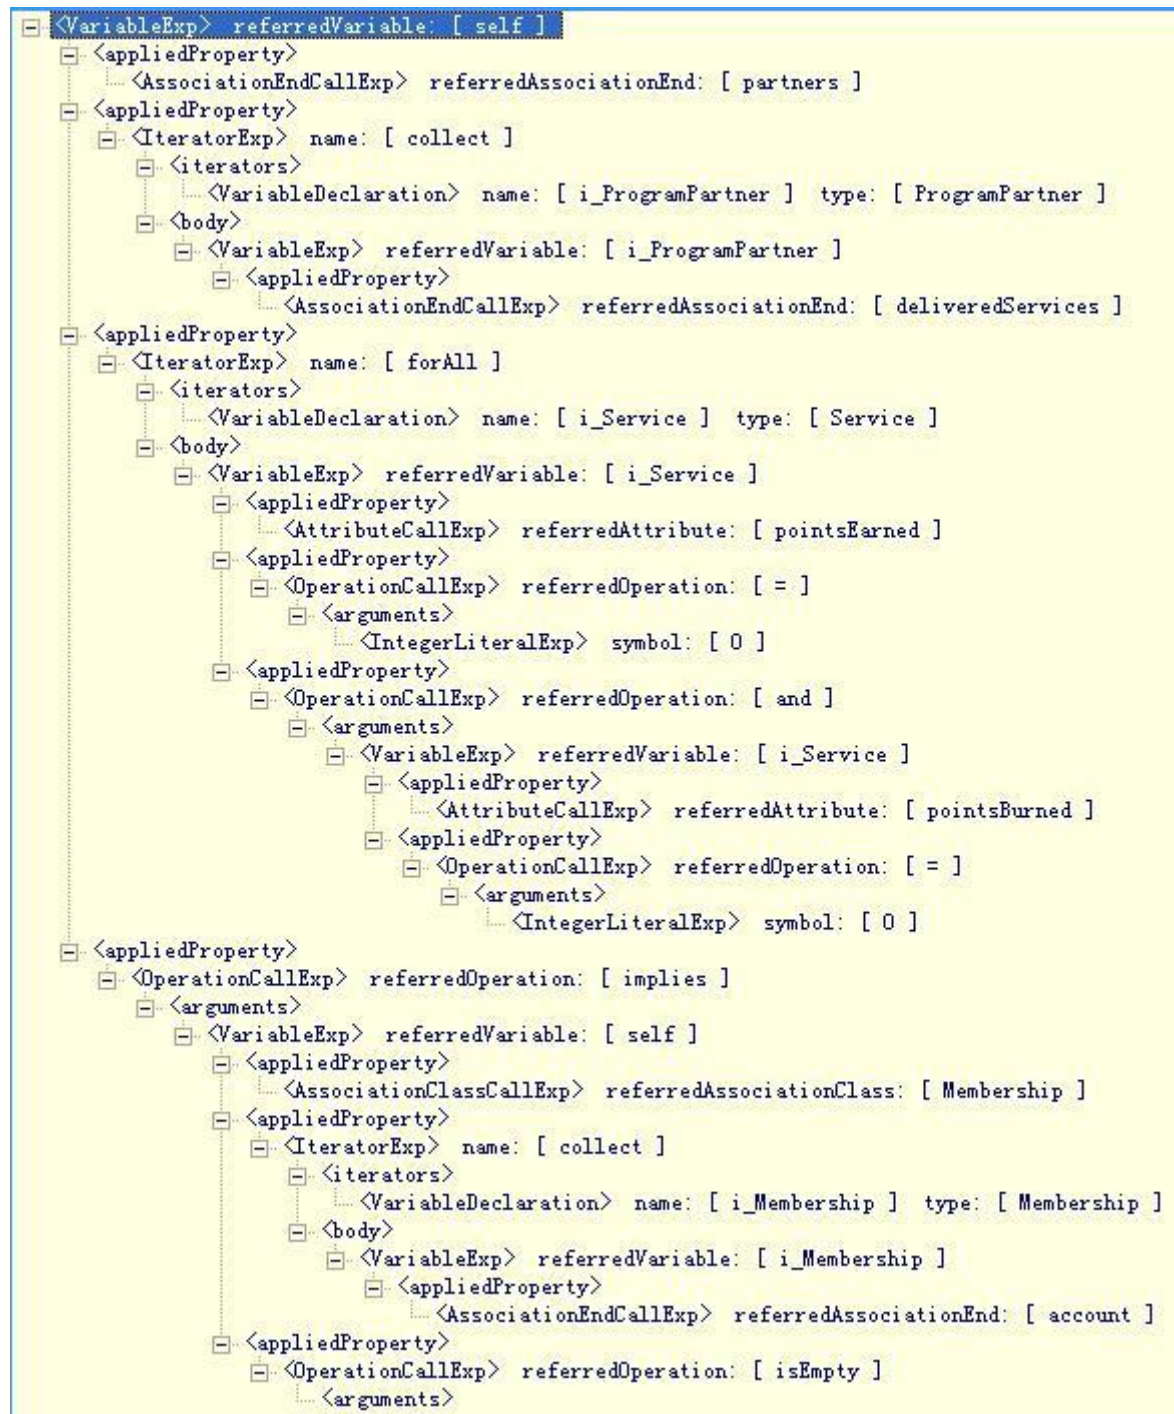 <VariableExp> referredVariable: [ self ]
<appliedProperty>
<AssociationEndCallExp> referredAssociationEnd: [ partners ]
<appliedProperty>
<IteratorExp> name: [ collect ]
<iterators>
<VariableDeclaration> name: [ i_ProgramPartner ] type: [ ProgramPartner ]
<body>
<VariableExp> referredVariable: [ i_ProgramPartner ]
<appliedProperty>
<AssociationEndCallExp> referredAssociationEnd: [ deliveredServices ]
<appliedProperty>
<IteratorExp> name: [ forAll ]
<iterators>
<VariableDeclaration> name: [ i_Service ] type: [ Service ]
<body>
<VariableExp> referredVariable: [ i_Service ]
<appliedProperty>
<AttributeCallExp> referredAttribute: [ pointsEarned ]
<appliedProperty>
<OperationCallExp> referredOperation: [ = ]
<arguments>
<IntegerLiteralExp> symbol: [ 0 ]
<appliedProperty>
<OperationCallExp> referredOperation: [ and ]
<arguments>
<VariableExp> referredVariable: [ i_Service ]
<appliedProperty>
<AttributeCallExp> referredAttribute: [ pointsBurned ]
<appliedProperty>
<OperationCallExp> referredOperation: [ = ]
<arguments>
<IntegerLiteralExp> symbol: [ 0 ]
<appliedProperty>
<OperationCallExp> referredOperation: [ implies ]
<arguments>
<VariableExp> referredVariable: [ self ]
<appliedProperty>
<AssociationClassCallExp> referredAssociationClass: [ Membership ]
<appliedProperty>
<IteratorExp> name: [ collect ]
<iterators>
<VariableDeclaration> name: [ i_Membership ] type: [ Membership ]
<body>
<VariableExp> referredVariable: [ i_Membership ]
<appliedProperty>
<AssociationEndCallExp> referredAssociationEnd: [ account ]
<appliedProperty>
<OperationCallExp> referredOperation: [ isEmpty ]
<arguments>